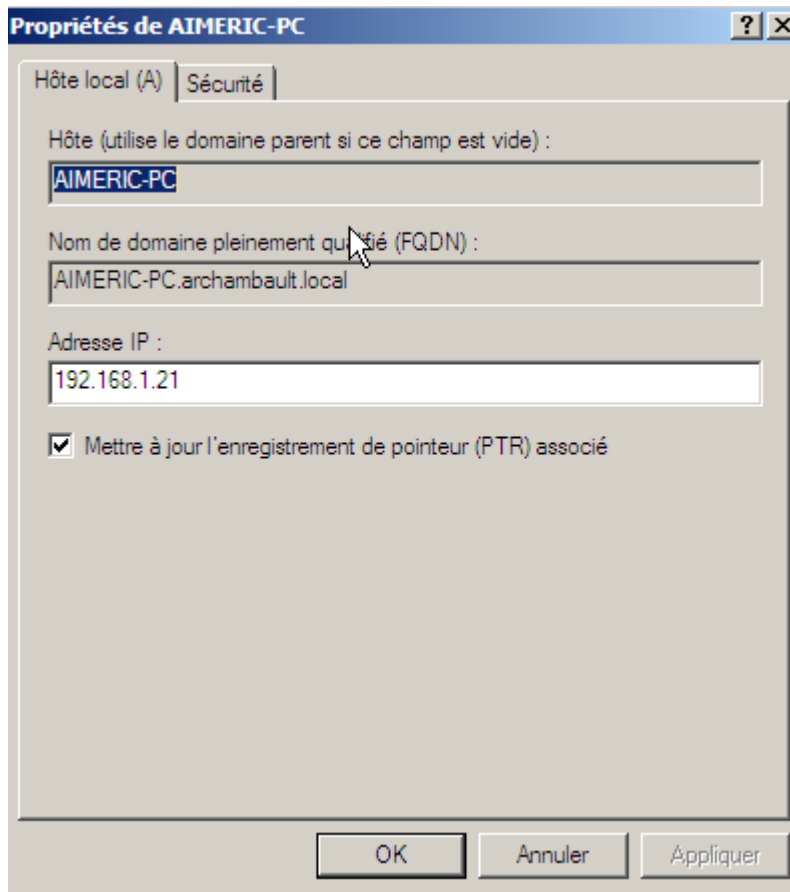 Propriétés de AIMERIC-PC
Hôte local (A)
Sécurité
Hôte (utilise le domaine parent si ce champ est vide) :
AIMERIC-PC
Nom de domaine pleinement qualifié (FQDN) :
AIMERIC-PC.archambault.local
Adresse IP :
192.168.1.21
Mettre à jour l'enregistrement de pointeur (PTR) associé
OK
Annuler
Appliquer